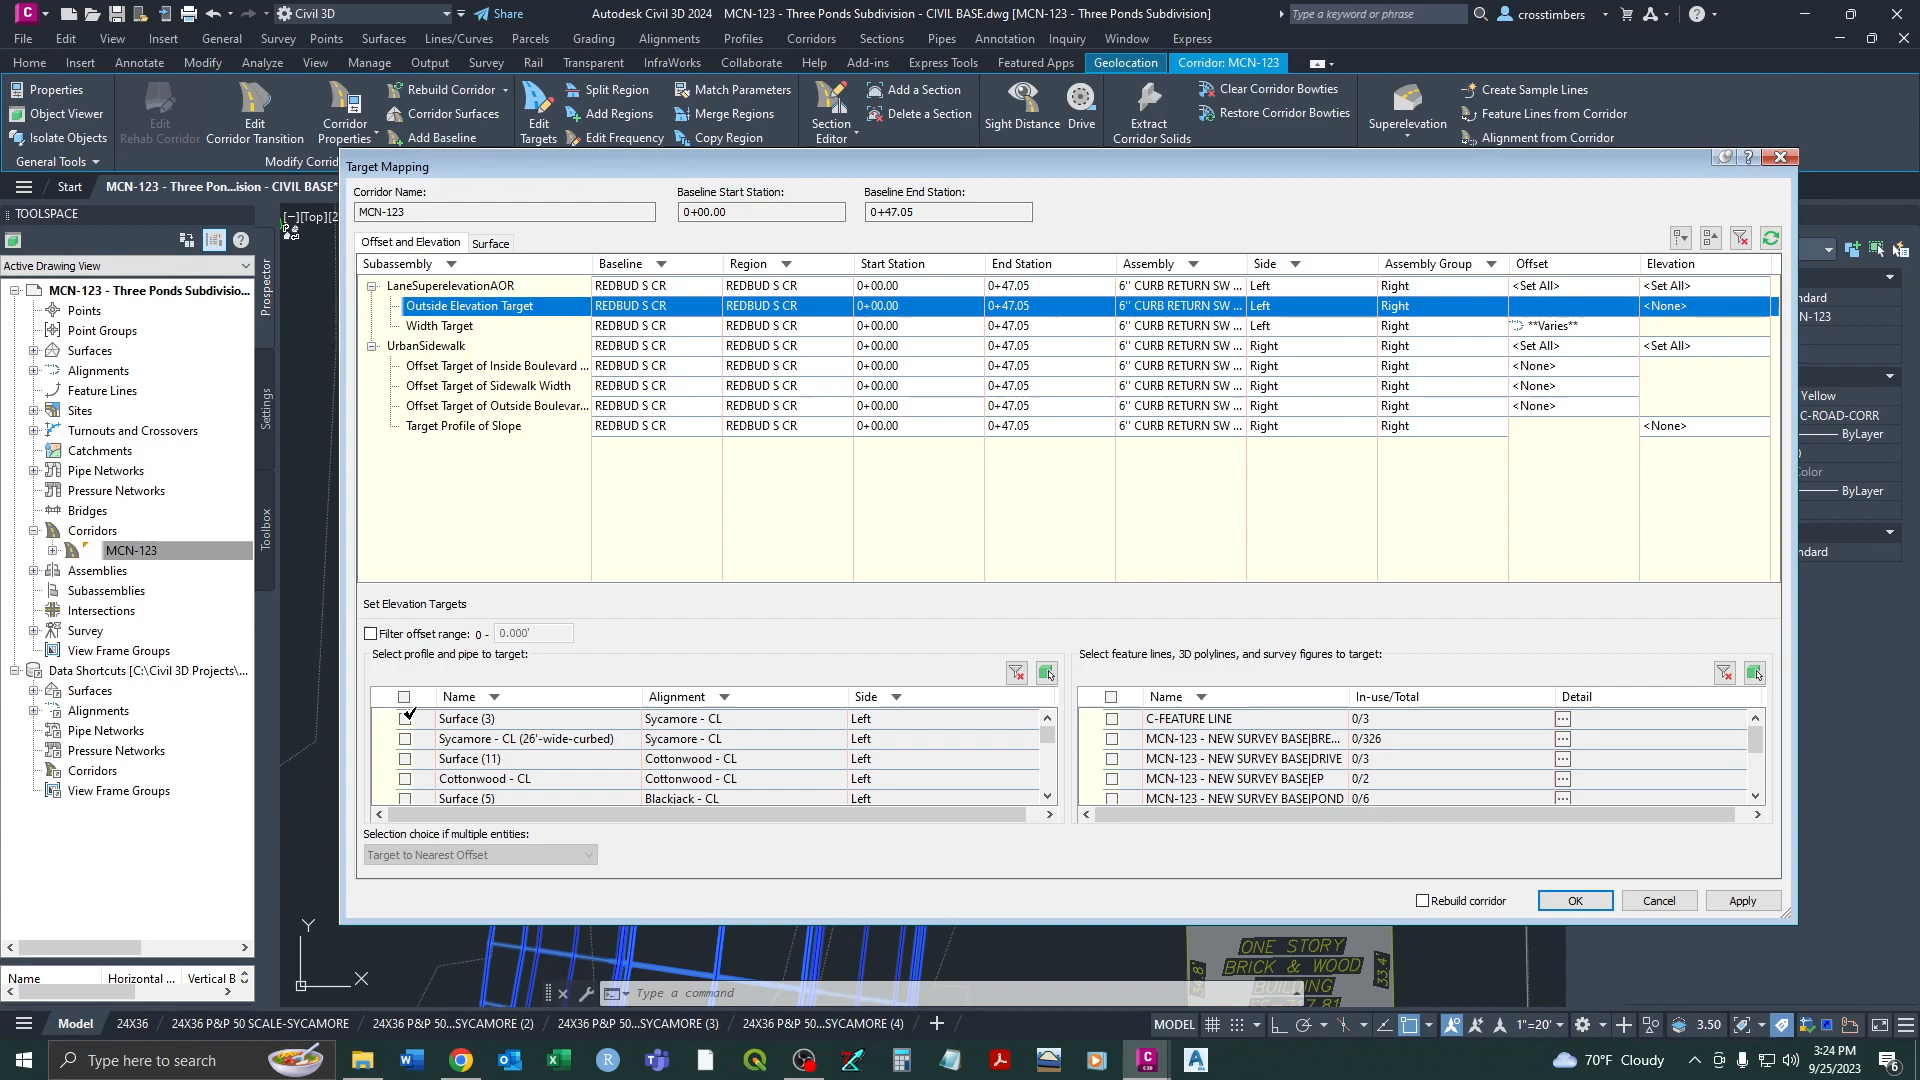 Civil 3D
Share
Autodesk Civil 3D 2024 MCN-123 - Three Ponds Subdivision - CIVIL BASE.dwg [MCN-123 - Three Ponds Subdivision]
Type a keyword or phrase
crosstimbers
File Edit View Insert General Survey Points Surfaces Lines/Curves Parcels Grading Alignments Profiles Corridors Sections Pipes Annotation Inquiry Window Express
Home Insert Annotate Modify Analyze View Manage Output Survey Rail Transparent InfraWorks Collaborate Help Add-ins Express Tools Featured Apps Geolocation Corridor: MCN-123
Properties
Object Viewer
Isolate Objects
General Tools
Edit
Rehab Corridor
Edit
Corridor Transition
Corridor
Properties
Rebuild Corridor
Corridor Surfaces
Add Baseline
Modify Corrid
Edit
Targets
Split Region
Add Regions
Edit Frequency
Match Parameters
Merge Regions
Copy Region
Section
Editor
Add a Section
Delete a Section
Sight Distance
Drive
Extract
Corridor Solids
Clear Corridor Bowties
Restore Corridor Bowties
Superelevation
Create Sample Lines
Feature Lines from Corridor
Alignment from Corridor
Start
MCN-123 - Three Pon...ision - CIVIL BASE*
TOOLSPACE
Active Drawing View
MCN-123 - Three Ponds Subdivisio...
Points
Point Groups
Surfaces
Alignments
Feature Lines
Sites
Turnouts and Crossovers
Catchments
Pipe Networks
Pressure Networks
Bridges
Corridors
MCN-123
Assemblies
Subassemblies
Intersections
Survey
View Frame Groups
Data Shortcuts [C:\Civil 3D Projects\...
Surfaces
Alignments
Pipe Networks
Pressure Networks
Corridors
View Frame Groups
Name Horizontal ... Vertical B
Prospector
Settings
Toolbox
[−][Top][2
Target Mapping
Corridor Name:
MCN-123
Baseline Start Station:
0+00.00
Baseline End Station:
0+47.05
Offset and Elevation Surface
Subassembly Baseline Region Start Station End Station Assembly Side Assembly Group Offset Elevation
LaneSuperelevationAOR REDBUD S CR REDBUD S CR 0+00.00 0+47.05 6'' CURB RETURN SW ... Left Right <Set All> <Set All>
Outside Elevation Target REDBUD S CR REDBUD S CR 0+00.00 0+47.05 6'' CURB RETURN SW ... Left Right <None>
Width Target REDBUD S CR REDBUD S CR 0+00.00 0+47.05 6'' CURB RETURN SW ... Left Right **Varies**
UrbanSidewalk REDBUD S CR REDBUD S CR 0+00.00 0+47.05 6'' CURB RETURN SW ... Right Right <Set All> <Set All>
Offset Target of Inside Boulevard ... REDBUD S CR REDBUD S CR 0+00.00 0+47.05 6'' CURB RETURN SW ... Right Right <None>
Offset Target of Sidewalk Width REDBUD S CR REDBUD S CR 0+00.00 0+47.05 6'' CURB RETURN SW ... Right Right <None>
Offset Target of Outside Boulevar... REDBUD S CR REDBUD S CR 0+00.00 0+47.05 6'' CURB RETURN SW ... Right Right <None>
Target Profile of Slope REDBUD S CR REDBUD S CR 0+00.00 0+47.05 6'' CURB RETURN SW ... Right Right <None>
Set Elevation Targets
Filter offset range: 0 - 0.000'
Select profile and pipe to target:
Name Alignment Side
Surface (3) Sycamore - CL Left
Sycamore - CL (26'-wide-curbed) Sycamore - CL Left
Surface (11) Cottonwood - CL Left
Cottonwood - CL Cottonwood - CL Left
Surface (5) Blackjack - CL Left
Select feature lines, 3D polylines, and survey figures to target:
Name In-use/Total Detail
C-FEATURE LINE 0/3 ...
MCN-123 - NEW SURVEY BASE|BRE... 0/326 ...
MCN-123 - NEW SURVEY BASE|DRIVE 0/3 ...
MCN-123 - NEW SURVEY BASE|EP 0/2 ...
MCN-123 - NEW SURVEY BASE|POND 0/6 ...
Selection choice if multiple entities:
Target to Nearest Offset
Rebuild corridor OK Cancel Apply
ndard
N-123
Yellow
C-ROAD-CORR
ByLayer
Color
ByLayer
ndard
Y
X
ONE STORY
BRICK & WOOD
BUILDING
34.8'
33.4'
Type a command
Model 24X36 24X36 P&P 50 SCALE-SYCAMORE 24X36 P&P 50...SYCAMORE (2) 24X36 P&P 50...SYCAMORE (3) 24X36 P&P 50...SYCAMORE (4)
MODEL
1"=20'
3.50
Type here to search
70°F Cloudy
3:24 PM
9/25/2023
6